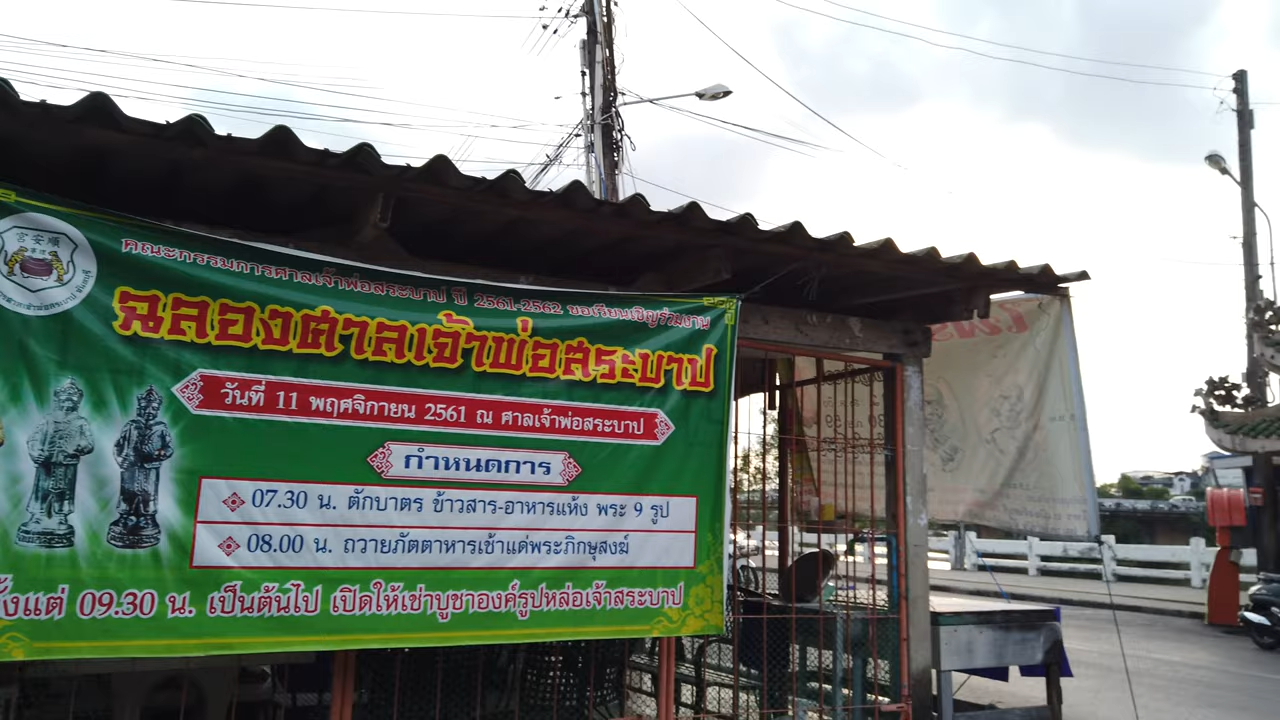 宮安順
คณะกรรมการศาลเจ้าพ่อสระบาป ปี 2561-2562 ขอเรียนเชิญร่วมงาน
ฉลองศาลเจ้าพ่อสระบาป
วันที่ 11 พฤศจิกายน 2561 ณ ศาลเจ้าพ่อสระบาป
กำหนดการ
07.30 น. ตักบาตร ข้าวสาร-อาหารแห้ง พระ 9 รูป
08.00 น. ถวายภัตตาหารเช้าแด่พระภิกษุสงฆ์
ั้งแต่ 09.30 น. เป็นต้นไป เปิดให้เช่าบูชาองค์รูปหล่อเจ้าสระบาป